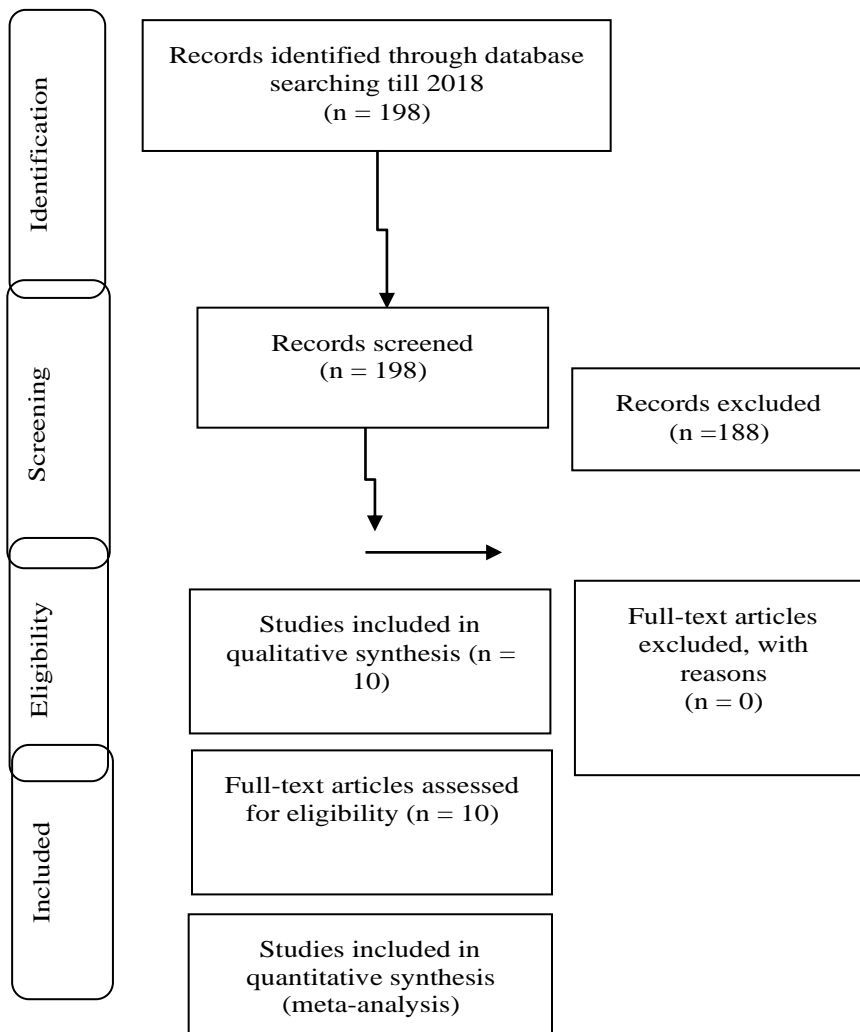 Identification
Records identified through database
searching till 2018
(n = 198)
Screening
Records screened
(n = 198)
Records excluded
(n =188)
Eligibility
Studies included in
qualitative synthesis (n =
10)
Full-text articles
excluded, with
reasons
(n = 0)
Included
Full-text articles assessed
for eligibility (n = 10)
Studies included in
quantitative synthesis
(meta-analysis)